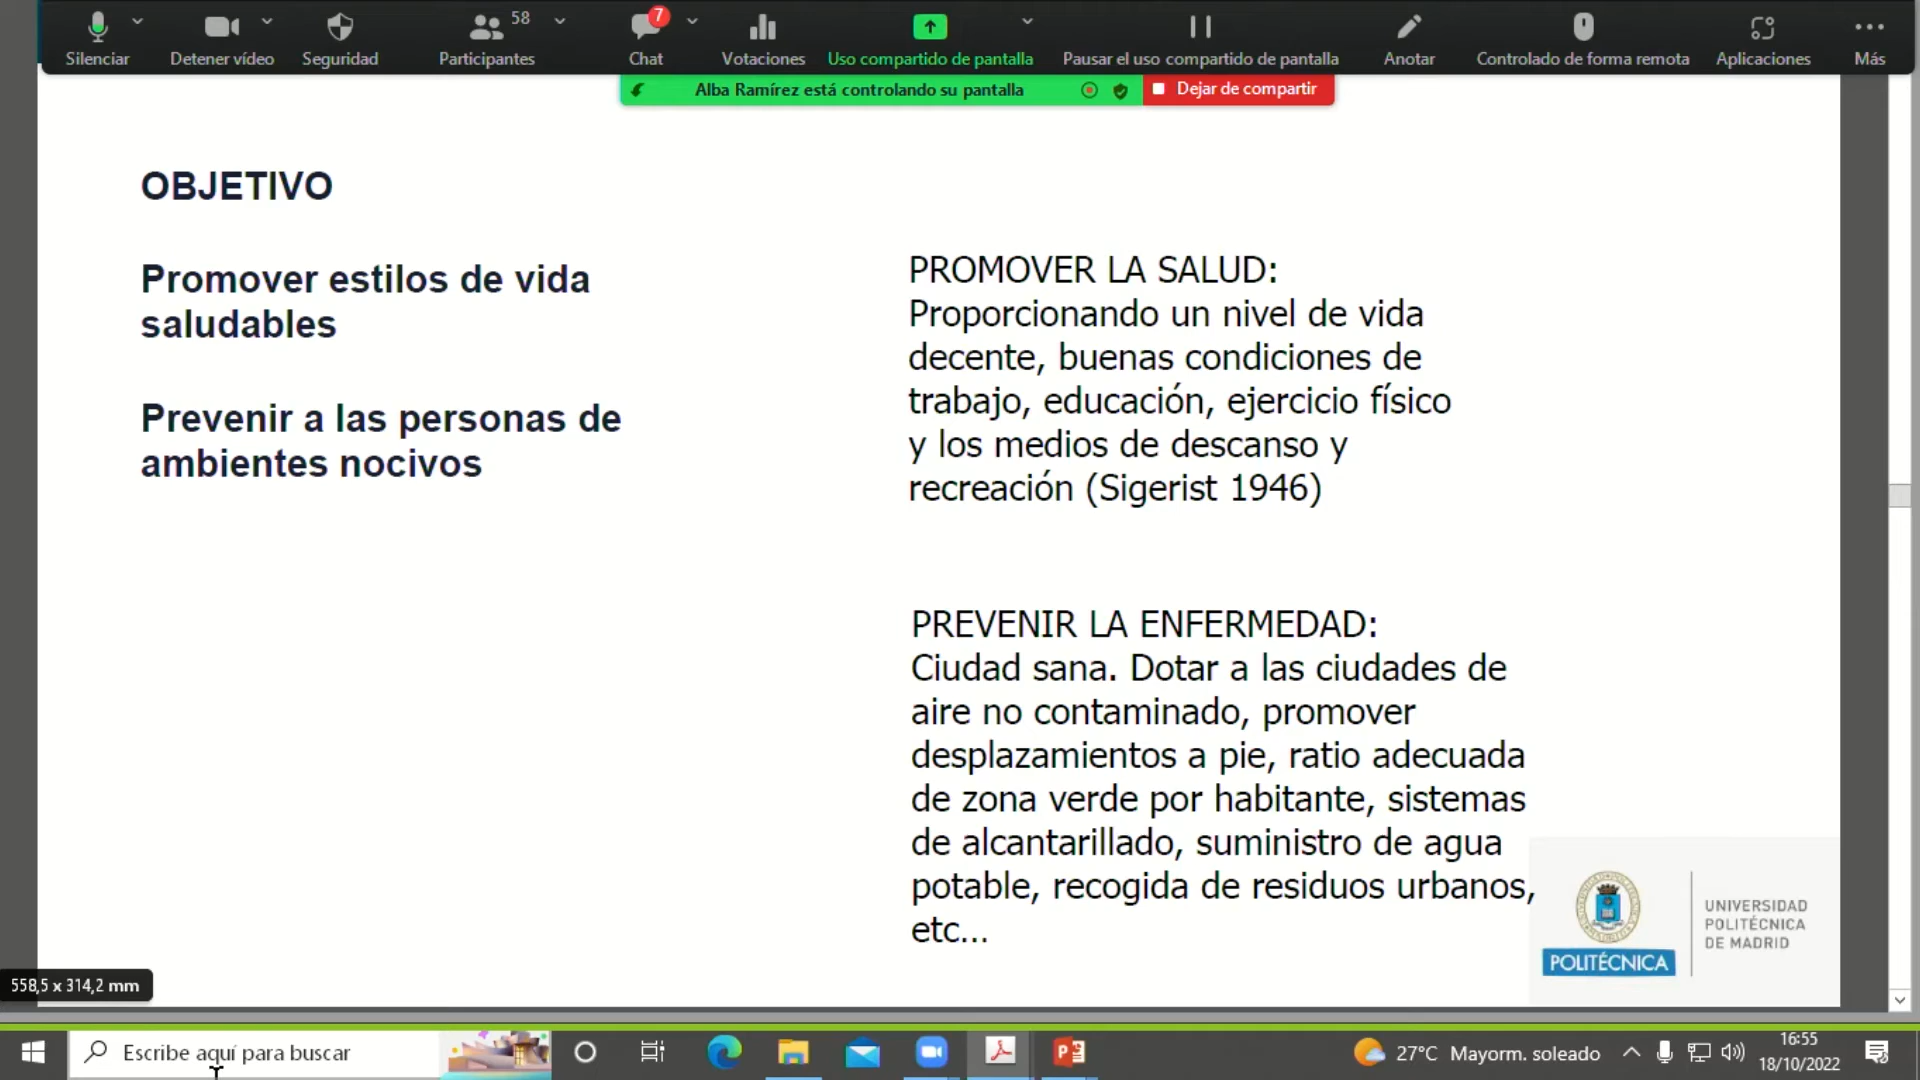 58
7
Silenciar
Detener vídeo
Seguridad
Participantes
Chat
Votaciones
Uso compartido de pantalla
Pausar el uso compartido de pantalla
Anotar
Controlado de forma remota
Aplicaciones
Más
Alba Ramírez está controlando su pantalla
Dejar de compartir
OBJETIVO
Promover estilos de vida
saludables
Prevenir a las personas de
ambientes nocivos
PROMOVER LA SALUD:
Proporcionando un nivel de vida
decente, buenas condiciones de
trabajo, educación, ejercicio físico
y los medios de descanso y
recreación (Sigerist 1946)
PREVENIR LA ENFERMEDAD:
Ciudad sana. Dotar a las ciudades de
aire no contaminado, promover
desplazamientos a pie, ratio adecuada
de zona verde por habitante, sistemas
de alcantarillado, suministro de agua
potable, recogida de residuos urbanos,
etc...
POLITÉCNICA
UNIVERSIDAD
POLITÉCNICA
DE MADRID
558,5 x 314,2 mm
Escribe aquí para buscar
27°C Mayorm. soleado
16:55
18/10/2022